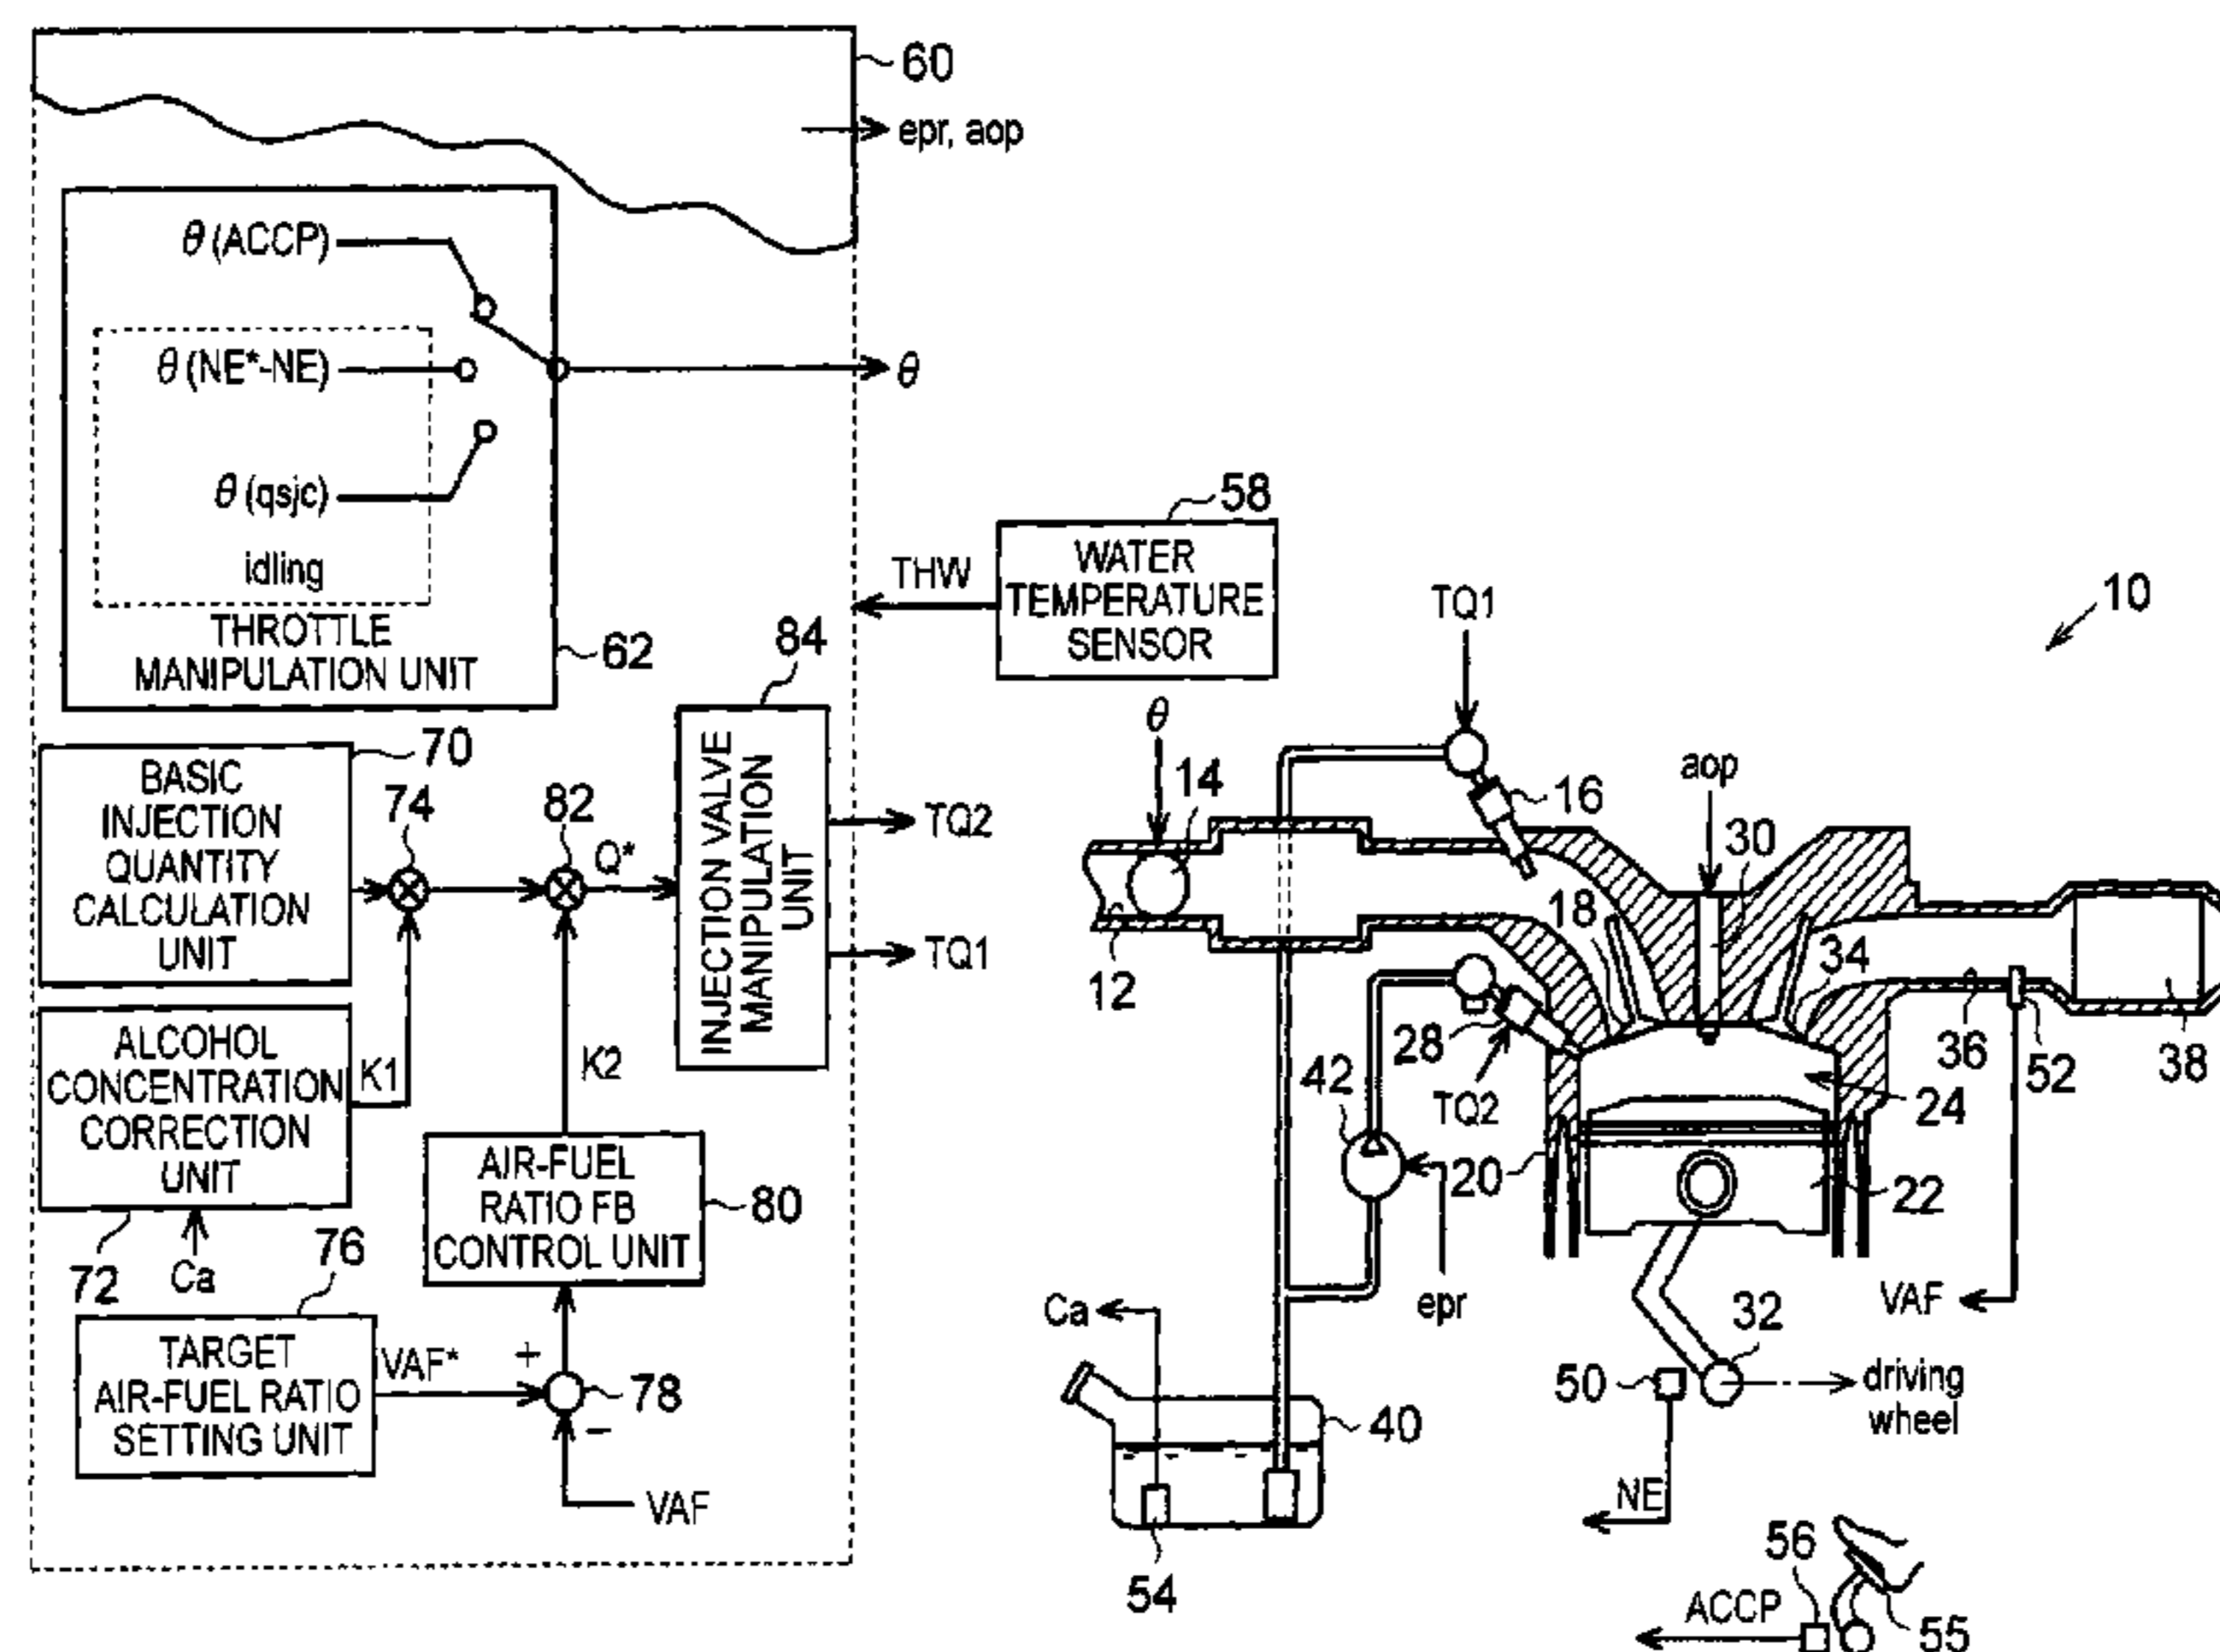 60
epr, aop
θ (ACCP)
θ (NE*-NE)
θ
θ (qsjc)
idling
THROTTLE
MANIPULATION UNIT
62
58
WATER
TEMPERATURE
SENSOR
THW
84
INJECTION VALVE
MANIPULATION
UNIT
TQ2
TQ1
70
BASIC
INJECTION
QUANTITY
CALCULATION
UNIT
74
82
Q*
ALCOHOL
CONCENTRATION
CORRECTION
UNIT
K1
K2
72
Ca
AIR-FUEL
RATIO FB
CONTROL UNIT
80
76
TARGET
AIR-FUEL RATIO
SETTING UNIT
VAF*
+
78
−
VAF
10
TQ1
θ
14
16
aop
30
18
34
12
28
TQ2
36
52
38
42
24
20
22
epr
VAF
Ca
32
50
driving
wheel
40
NE
54
56
ACCP
55